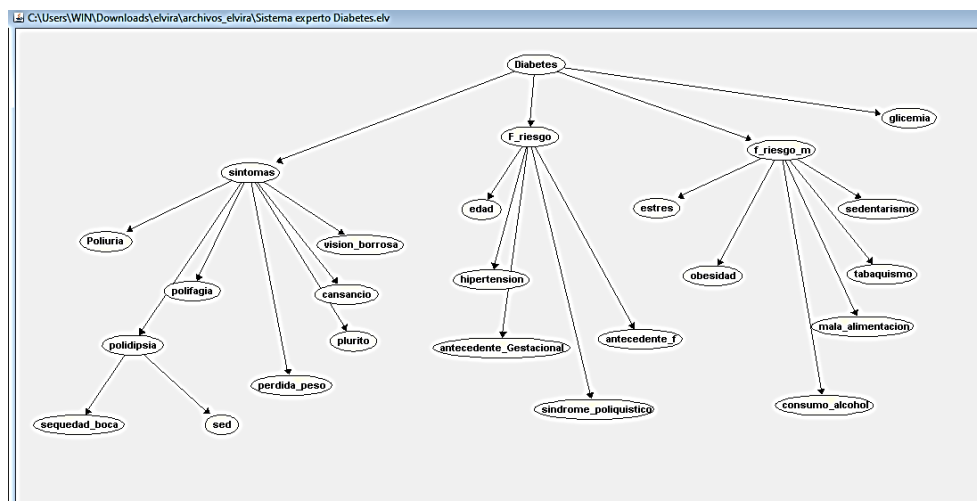 C:\Users\WIN\Downloads\elvira\archivos_elvira\Sistema experto Diabetes.elv
Diabetes
glicemia
F_riesgo
f_riesgo_m
sintomas
edad
estres
sedentarismo
Poliuria
vision_borrosa
hipertension
obesidad
tabaquismo
polifagia
cansancio
mala_alimentacion
polidipsia
plurito
antecedente_Gestacional
antecedente_f
perdida_peso
sindrome_poliquistico
consumo_alcohol
sequedad_boca
sed